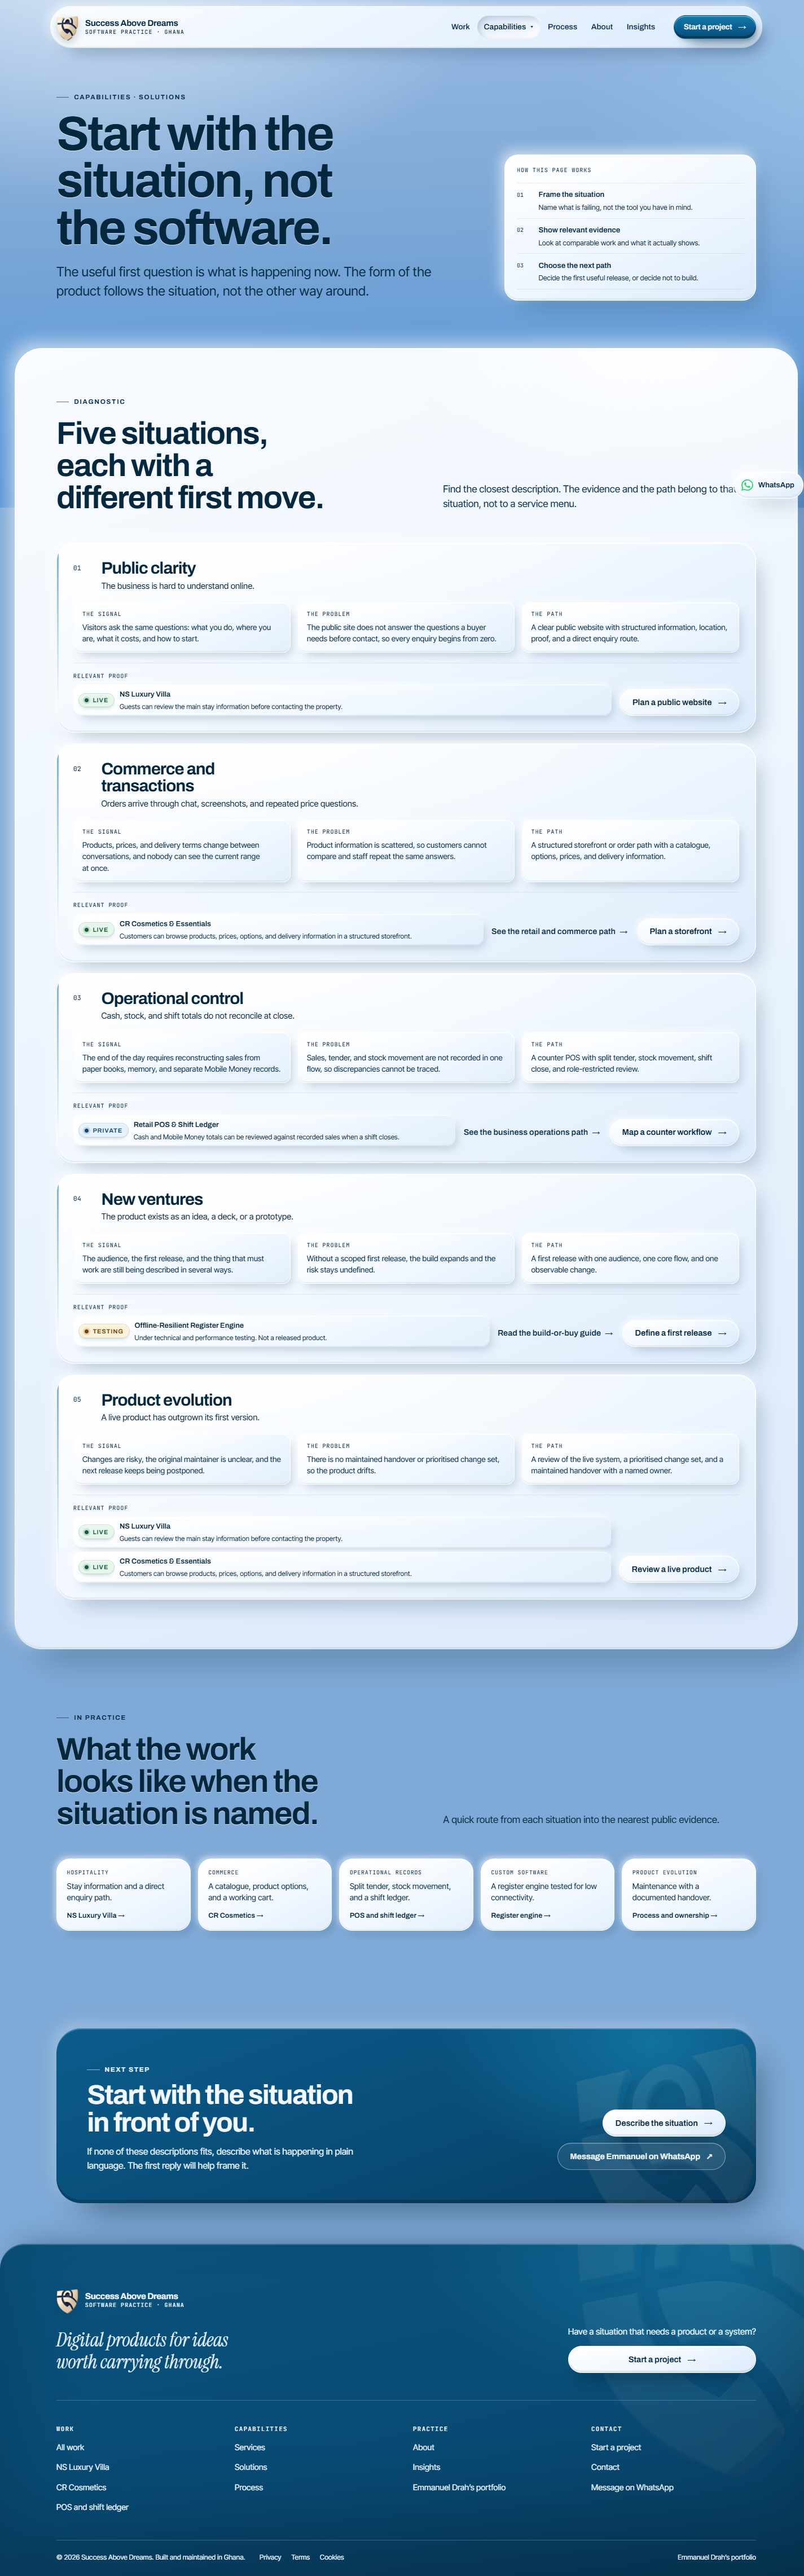 Success Above Dreams
SOFTWARE PRACTICE · GHANA
Work
Capabilities
Process
About
Insights
Start a project →
CAPABILITIES · SOLUTIONS
Start with the
situation, not
the software.
The useful first question is what is happening now. The form of the
product follows the situation, not the other way around.
HOW THIS PAGE WORKS
01
Frame the situation
Name what is failing, not the tool you have in mind.
02
Show relevant evidence
Look at comparable work and what it actually shows.
03
Choose the next path
Decide the first useful release, or decide not to build.
DIAGNOSTIC
Five situations,
each with a
different first move.
Find the closest description. The evidence and the path belong to that
situation, not to a service menu.
WhatsApp
01
Public clarity
The business is hard to understand online.
THE SIGNAL
Visitors ask the same questions: what you do, where you
are, what it costs, and how to start.
THE PROBLEM
The public site does not answer the questions a buyer
needs before contact, so every enquiry begins from zero.
THE PATH
A clear public website with structured information, location,
proof, and a direct enquiry route.
RELEVANT PROOF
LIVE
NS Luxury Villa
Guests can review the main stay information before contacting the property.
Plan a public website →
02
Commerce and
transactions
Orders arrive through chat, screenshots, and repeated price questions.
THE SIGNAL
Products, prices, and delivery terms change between
conversations, and nobody can see the current range
at once.
THE PROBLEM
Product information is scattered, so customers cannot
compare and staff repeat the same answers.
THE PATH
A structured storefront or order path with a catalogue,
options, prices, and delivery information.
RELEVANT PROOF
LIVE
CR Cosmetics & Essentials
Customers can browse products, prices, options, and delivery information in a structured storefront.
See the retail and commerce path →
Plan a storefront →
03
Operational control
Cash, stock, and shift totals do not reconcile at close.
THE SIGNAL
The end of the day requires reconstructing sales from
paper books, memory, and separate Mobile Money records.
THE PROBLEM
Sales, tender, and stock movement are not recorded in one
flow, so discrepancies cannot be traced.
THE PATH
A counter POS with split tender, stock movement, shift
close, and role-restricted review.
RELEVANT PROOF
PRIVATE
Retail POS & Shift Ledger
Cash and Mobile Money totals can be reviewed against recorded sales when a shift closes.
See the business operations path →
Map a counter workflow →
04
New ventures
The product exists as an idea, a deck, or a prototype.
THE SIGNAL
The audience, the first release, and the thing that must
work are still being described in several ways.
THE PROBLEM
Without a scoped first release, the build expands and the
risk stays undefined.
THE PATH
A first release with one audience, one core flow, and one
observable change.
RELEVANT PROOF
TESTING
Offline-Resilient Register Engine
Under technical and performance testing. Not a released product.
Read the build-or-buy guide →
Define a first release →
05
Product evolution
A live product has outgrown its first version.
THE SIGNAL
Changes are risky, the original maintainer is unclear, and the
next release keeps being postponed.
THE PROBLEM
There is no maintained handover or prioritised change set,
so the product drifts.
THE PATH
A review of the live system, a prioritised change set, and a
maintained handover with a named owner.
RELEVANT PROOF
LIVE
NS Luxury Villa
Guests can review the main stay information before contacting the property.
LIVE
CR Cosmetics & Essentials
Customers can browse products, prices, options, and delivery information in a structured storefront.
Review a live product →
IN PRACTICE
What the work
looks like when the
situation is named.
A quick route from each situation into the nearest public evidence.
HOSPITALITY
Stay information and a direct
enquiry path.
NS Luxury Villa →
COMMERCE
A catalogue, product options,
and a working cart.
CR Cosmetics →
OPERATIONAL RECORDS
Split tender, stock movement,
and a shift ledger.
POS and shift ledger →
CUSTOM SOFTWARE
A register engine tested for low
connectivity.
Register engine →
PRODUCT EVOLUTION
Maintenance with a
documented handover.
Process and ownership →
NEXT STEP
Start with the situation
in front of you.
If none of these descriptions fits, describe what is happening in plain
language. The first reply will help frame it.
Describe the situation →
Message Emmanuel on WhatsApp ↗
Success Above Dreams
SOFTWARE PRACTICE · GHANA
Digital products for ideas
worth carrying through.
Have a situation that needs a product or a system?
Start a project →
WORK
All work
NS Luxury Villa
CR Cosmetics
POS and shift ledger
CAPABILITIES
Services
Solutions
Process
PRACTICE
About
Insights
Emmanuel Drah's portfolio
CONTACT
Start a project
Contact
Message on WhatsApp
© 2026 Success Above Dreams. Built and maintained in Ghana.
Privacy
Terms
Cookies
Emmanuel Drah's portfolio